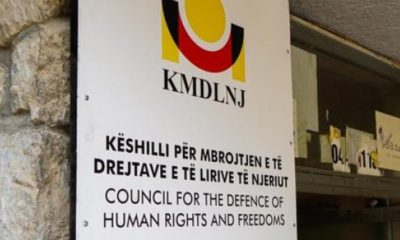 KMDLNJ
KËSHILLI PËR MBROJTJEN E TË
DREJTAVE E TË LIRIVE TË NJERIUT
COUNCIL FOR THE DEFENCE OF
HUMAN RIGHTS AND FREEDOMS